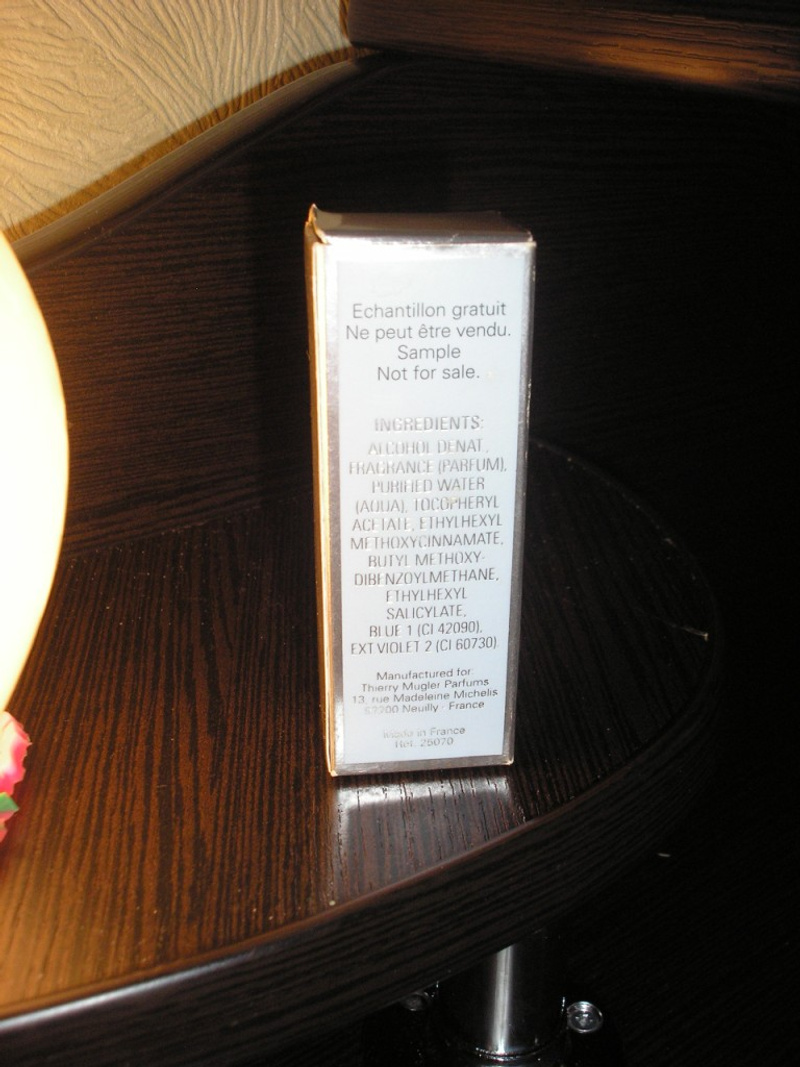 Echantillon gratuit
Ne peut être vendu.
Sample
Not for sale.
INGREDIENTS:
ALCOHOL DENAT.,
FRAGRANCE (PARFUM),
PURIFIED WATER
(AQUA), TOCOPHERYL
ACETATE, ETHYLHEXYL
METHOXYCINNAMATE,
BUTYL METHOXY-
DIBENZOYLMETHANE,
ETHYLHEXYL
SALICYLATE,
BLUE 1 (CI 42090),
EXT VIOLET 2 (CI 60730).
Manufactured for:
Thierry Mugler Parfums
13, rue Madeleine Michelis
92200 Neuilly - France
Made in France
Réf. 25070